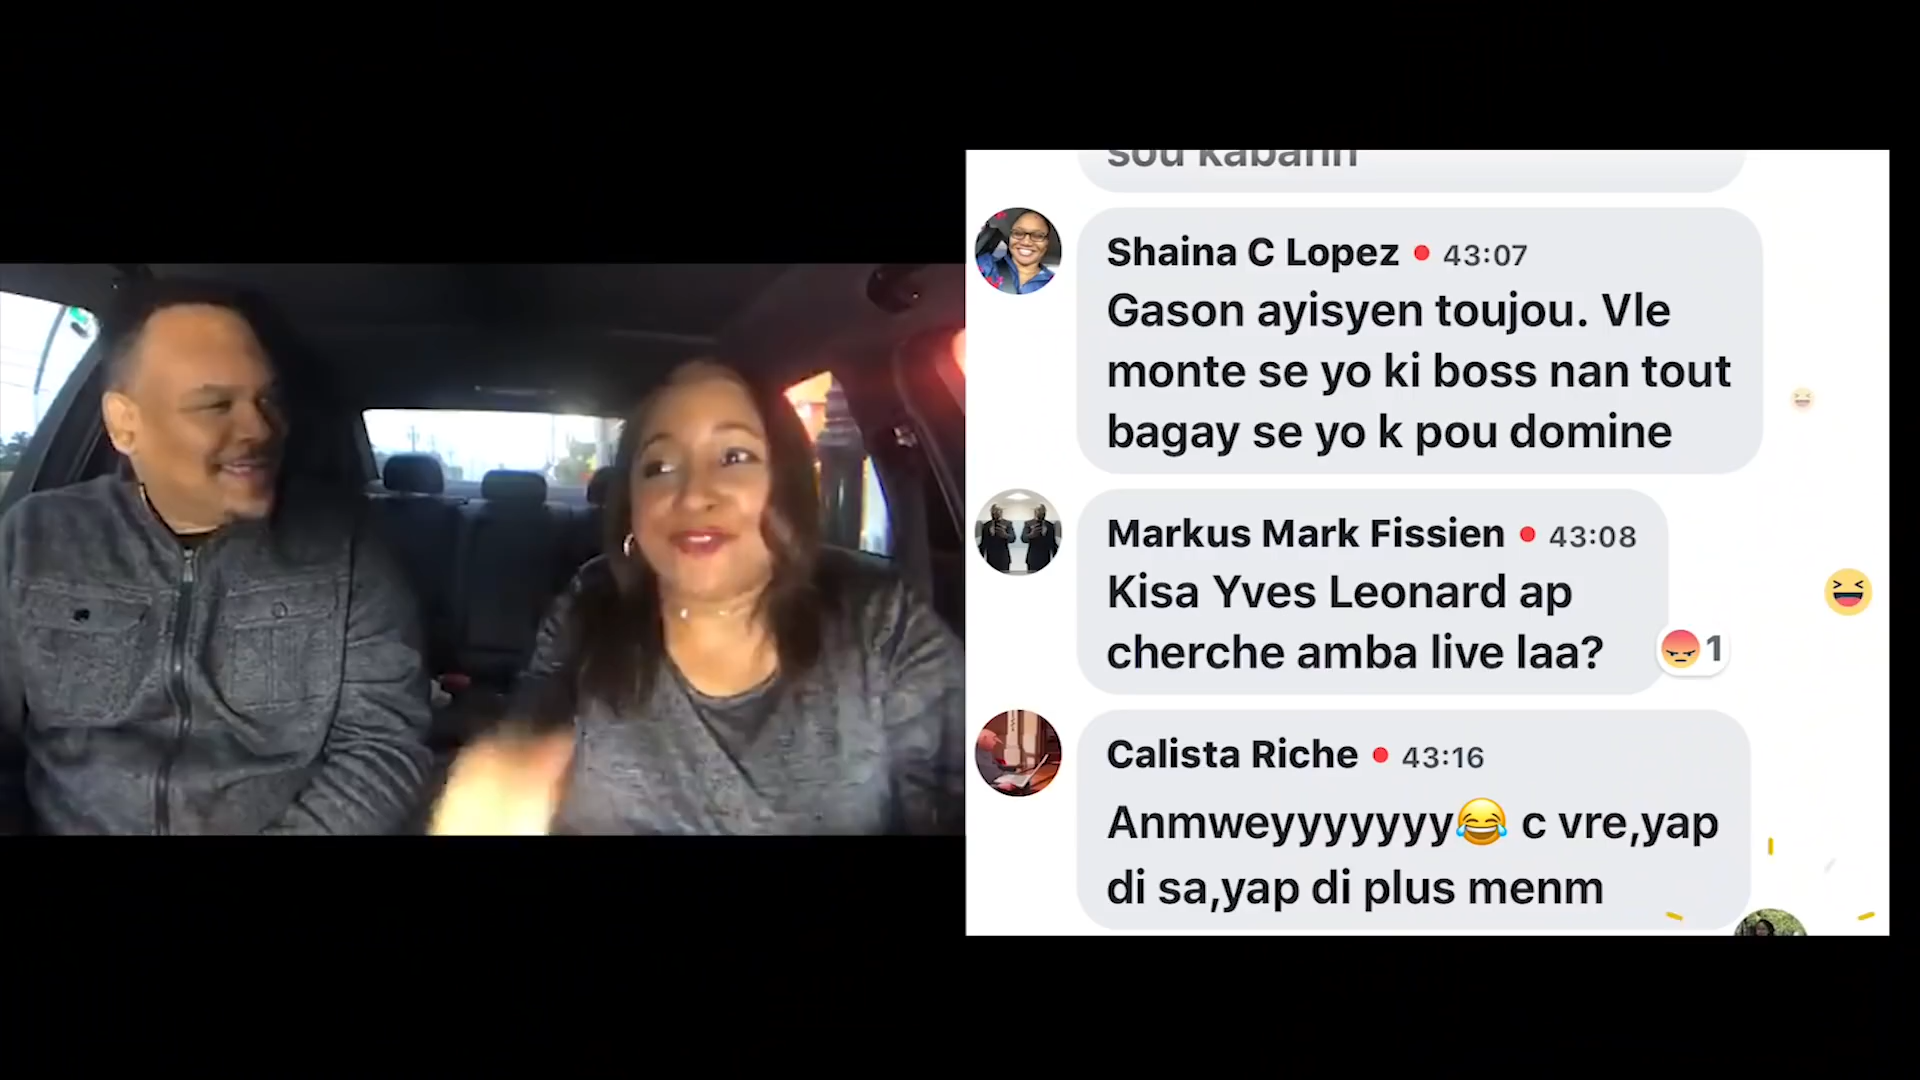 sou kabann
Shaina C Lopez • 43:07
Gason ayisyen toujou. Vle
monte se yo ki boss nan tout
bagay se yo k pou domine
Markus Mark Fissien • 43:08
Kisa Yves Leonard ap
cherche amba live laa?
1
Calista Riche • 43:16
Anmweyyyyyyy😂 c vre,yap
di sa,yap di plus menm